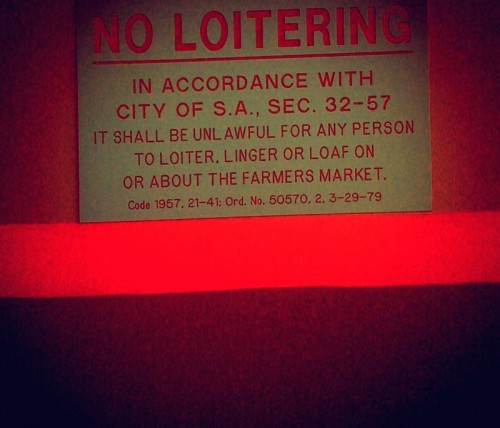 NO LOITERING
IN ACCORDANCE WITH
CITY OF S.A., SEC. 32-57
IT SHALL BE UNLAWFUL FOR ANY PERSON
TO LOITER, LINGER OR LOAF ON
OR ABOUT THE FARMERS MARKET.
Code 1957, 21-41; Ord. No. 50570, 2, 3-29-79